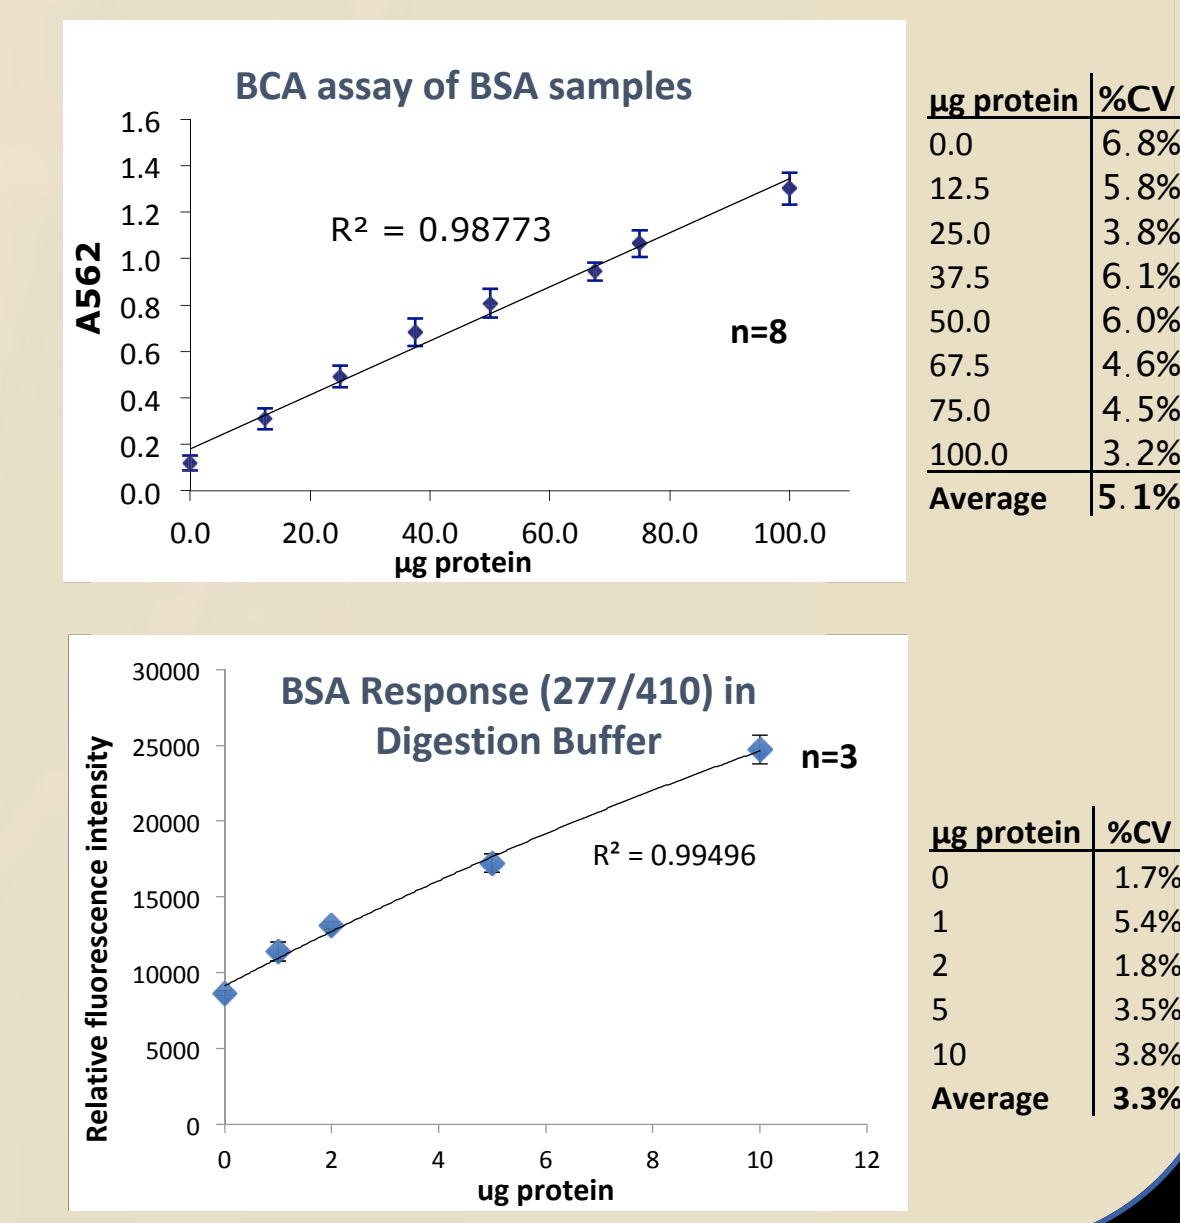 BCA assay of BSA samples
1.6
1.4
1.2
1.0
0.8
0.6
0.4
0.2
0.0
A562
R² = 0.98773
n=8
0.0 20.0 40.0 60.0 80.0 100.0
µg protein
µg protein %CV
0.0 6.8%
12.5 5.8%
25.0 3.8%
37.5 6.1%
50.0 6.0%
67.5 4.6%
75.0 4.5%
100.0 3.2%
Average 5.1%
BSA Response (277/410) in
Digestion Buffer
30000
25000
20000
15000
10000
5000
0
Relative fluorescence intensity
n=3
R² = 0.99496
0 2 4 6 8 10 12
ug protein
µg protein %CV
0 1.7%
1 5.4%
2 1.8%
5 3.5%
10 3.8%
Average 3.3%